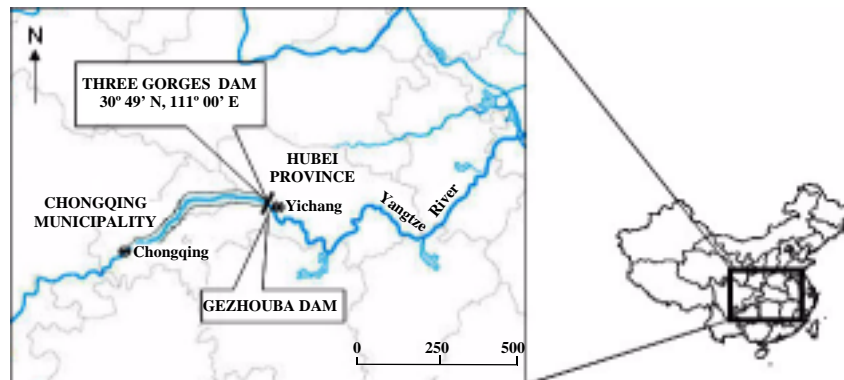 N
THREE GORGES DAM
30º 49' N, 111º 00' E
HUBEI
PROVINCE
CHONGQING
MUNICIPALITY
Yichang
Yangtze River
Chongqing
GEZHOUBA DAM
0 250 500